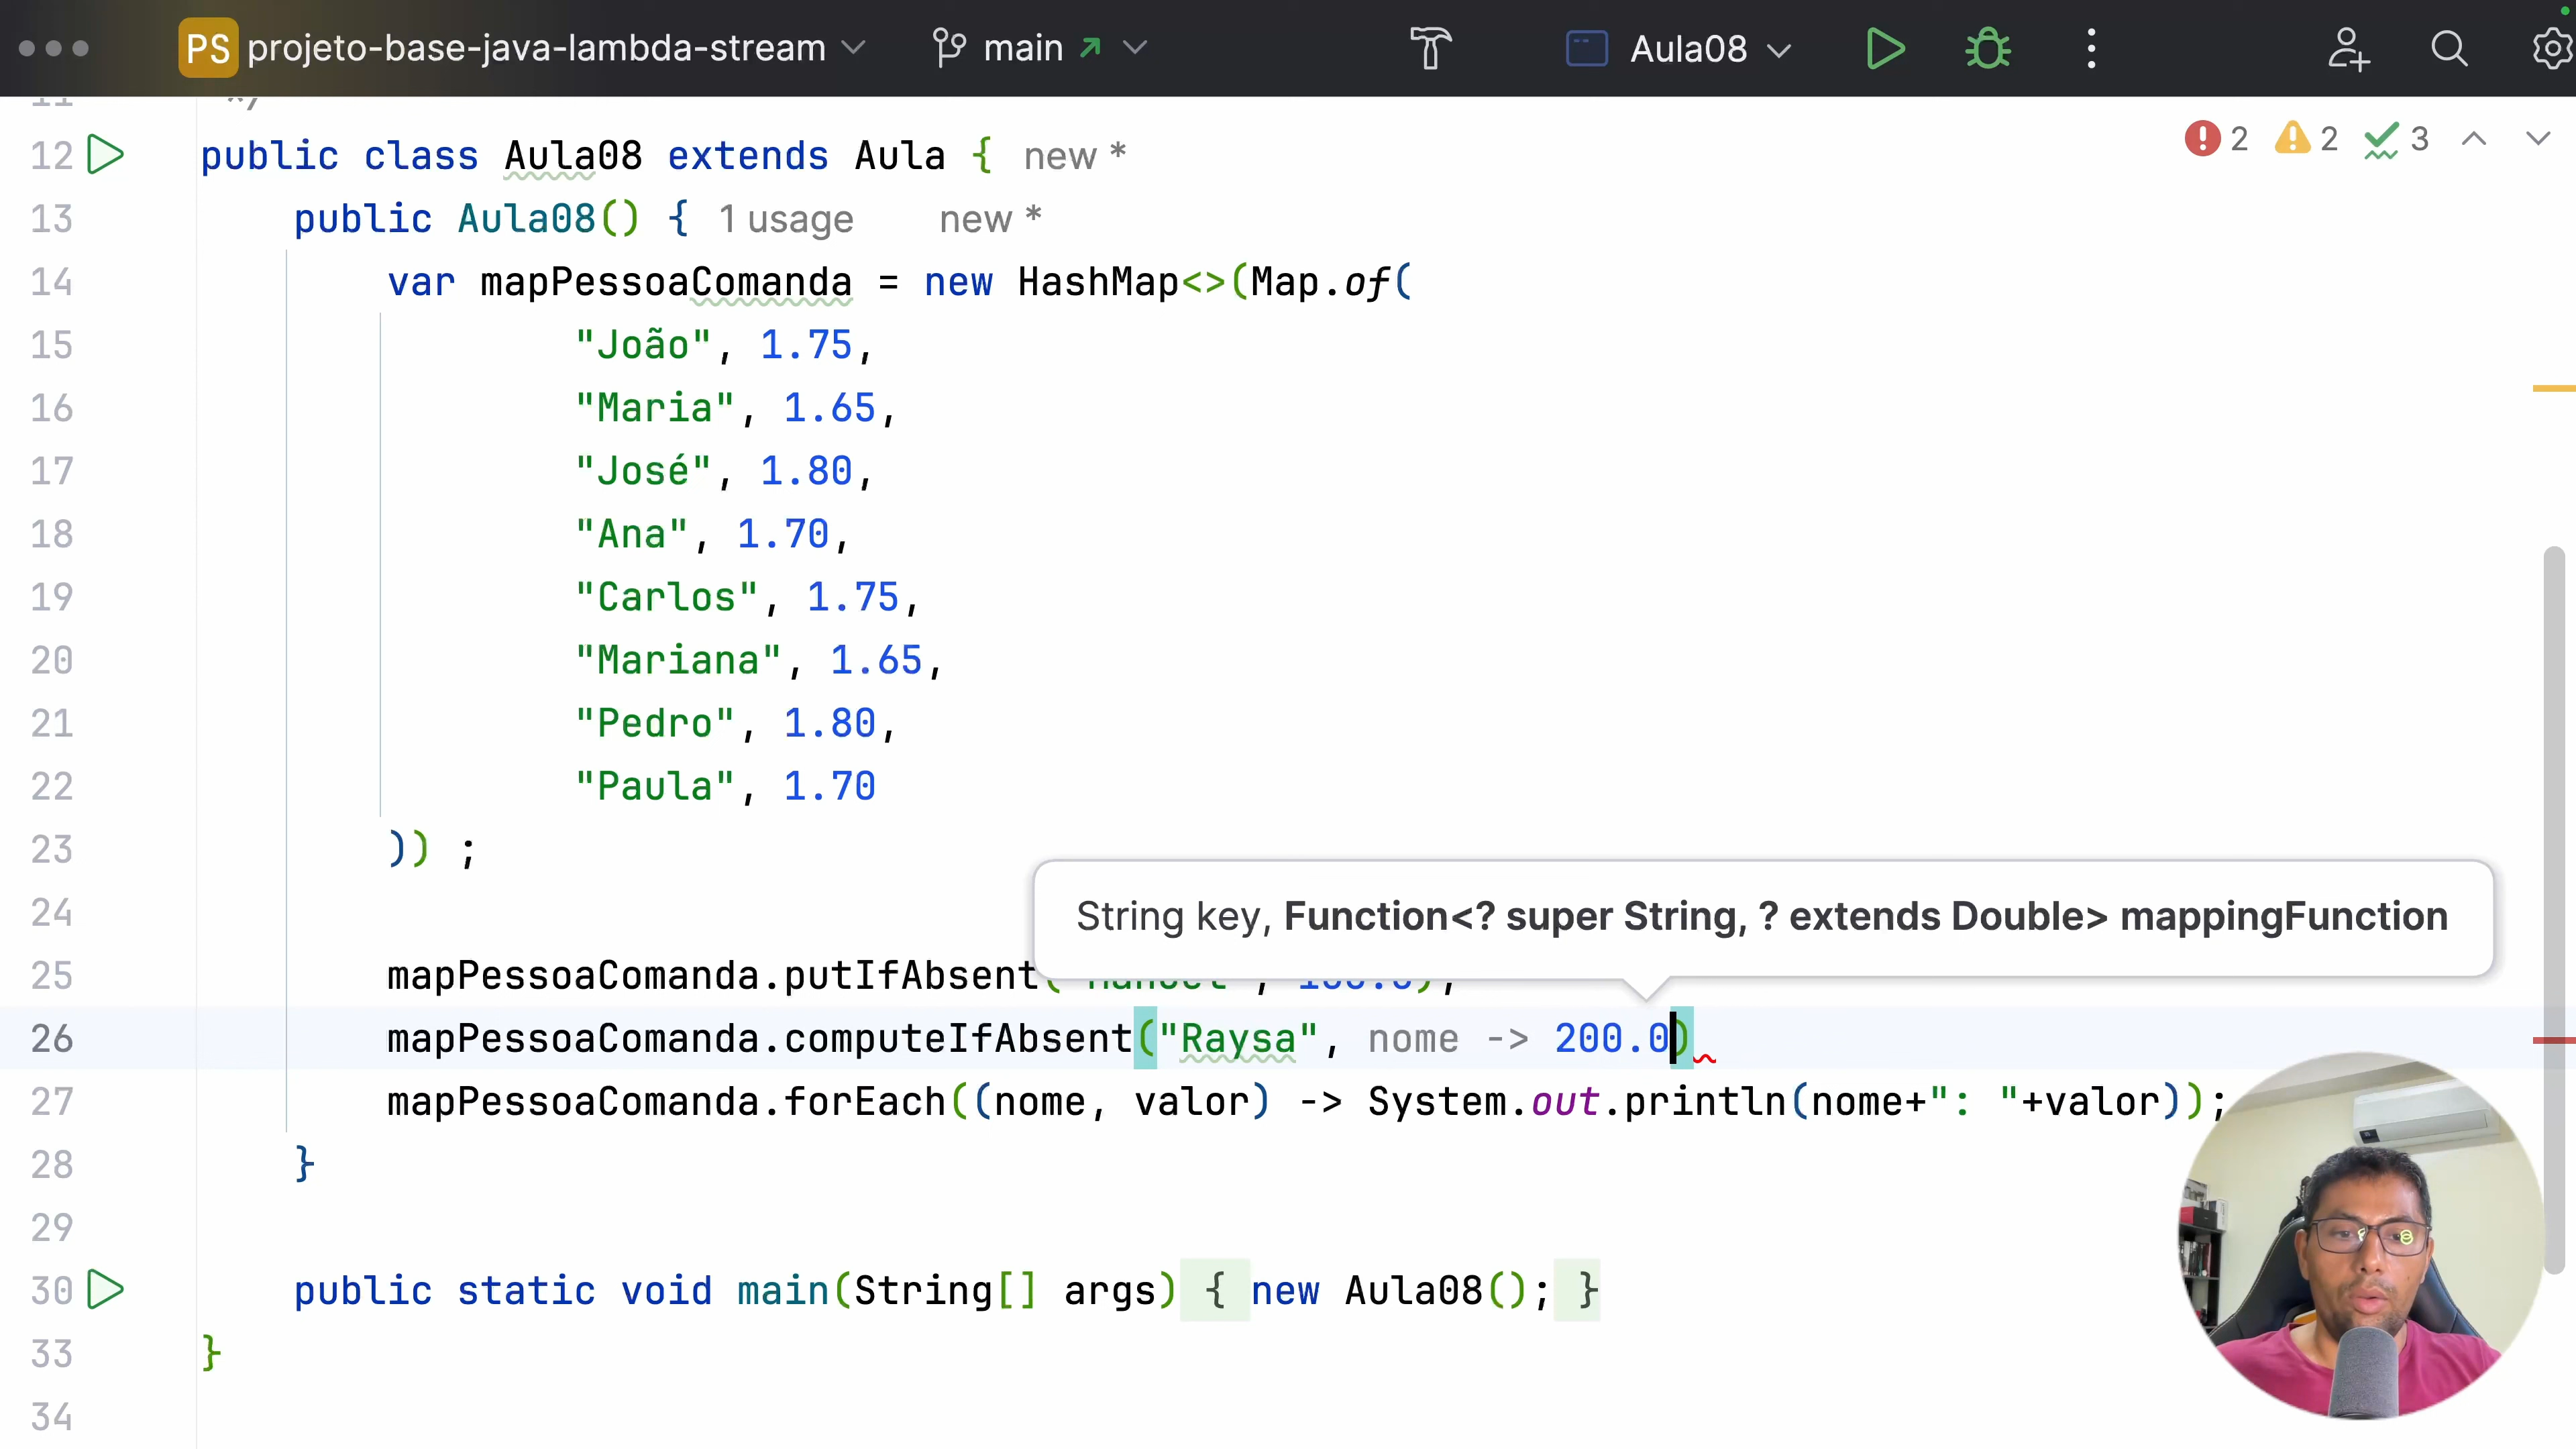 PS projeto-base-java-lambda-stream main Aula08
11 */
12 public class Aula08 extends Aula { new * 2 2 3
13 public Aula08() { 1 usage new *
14 var mapPessoaComanda = new HashMap<>(Map.of(
15 "João", 1.75,
16 "Maria", 1.65,
17 "José", 1.80,
18 "Ana", 1.70,
19 "Carlos", 1.75,
20 "Mariana", 1.65,
21 "Pedro", 1.80,
22 "Paula", 1.70
23 )) ;
24
String key, Function<? super String, ? extends Double> mappingFunction
25 mapPessoaComanda.putIfAbsent(
26 mapPessoaComanda.computeIfAbsent("Raysa", nome -> 200.0)
27 mapPessoaComanda.forEach((nome, valor) -> System.out.println(nome+": "+valor));
28 }
29
30 public static void main(String[] args) { new Aula08(); }
33 }
34